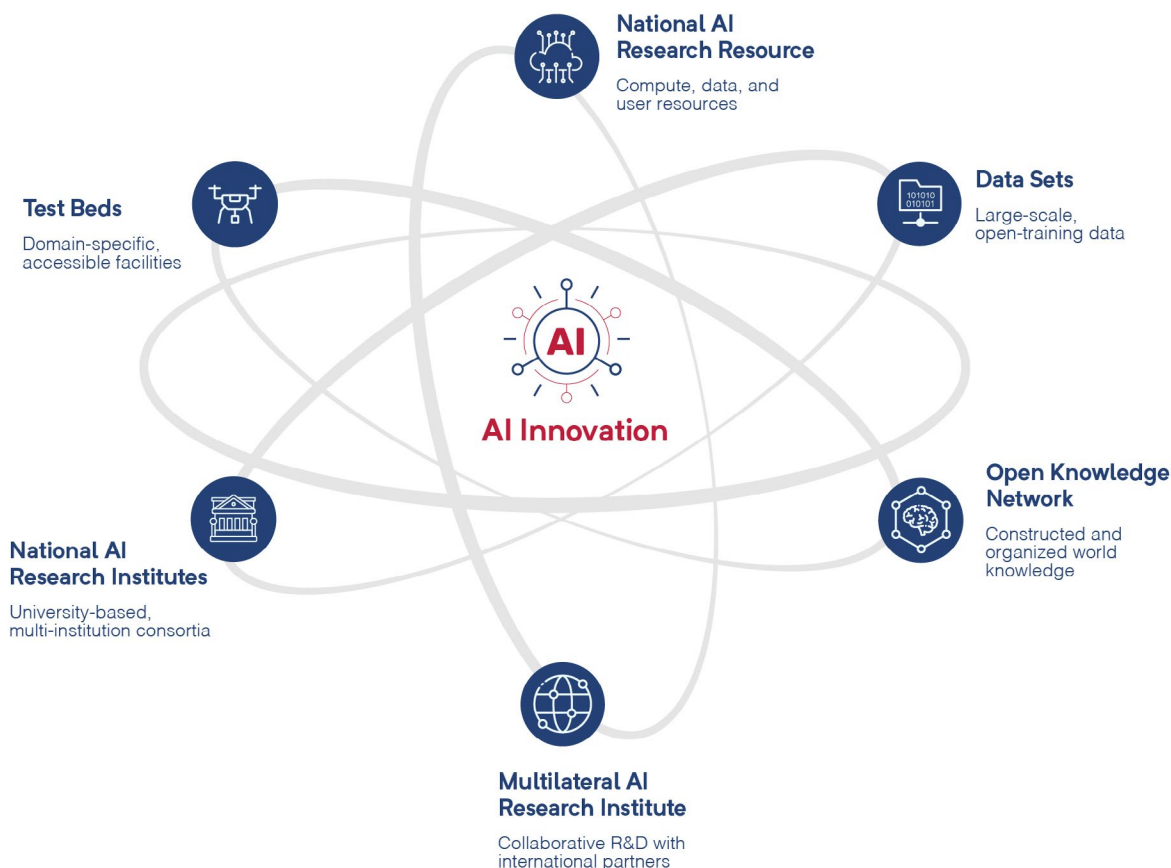 National AI
Research Resource
Compute, data, and
user resources
Test Beds
Domain-specific,
accessible facilities
101010
010101
Data Sets
Large-scale,
open-training data
AI
AI Innovation
National AI
Research Institutes
University-based,
multi-institution consortia
Open Knowledge
Network
Constructed and
organized world
knowledge
Multilateral AI
Research Institute
Collaborative R&D with
international partners